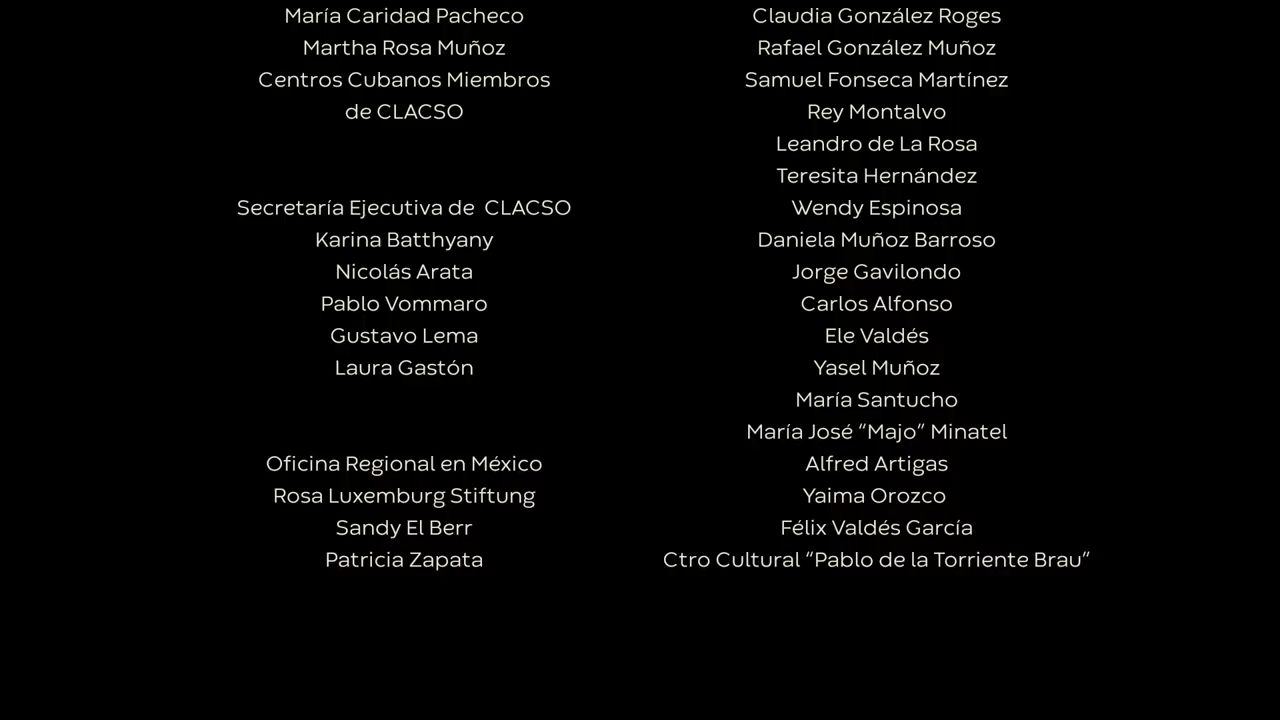 María Caridad Pacheco
Martha Rosa Muñoz
Centros Cubanos Miembros
de CLACSO
Secretaría Ejecutiva de CLACSO
Karina Batthyany
Nicolás Arata
Pablo Vommaro
Gustavo Lema
Laura Gastón
Oficina Regional en México
Rosa Luxemburg Stiftung
Sandy El Berr
Patricia Zapata
Claudia González Roges
Rafael González Muñoz
Samuel Fonseca Martínez
Rey Montalvo
Leandro de La Rosa
Teresita Hernández
Wendy Espinosa
Daniela Muñoz Barroso
Jorge Gavilondo
Carlos Alfonso
Ele Valdés
Yasel Muñoz
María Santucho
María José “Majo” Minatel
Alfred Artigas
Yaima Orozco
Félix Valdés García
Ctro Cultural “Pablo de la Torriente Brau”